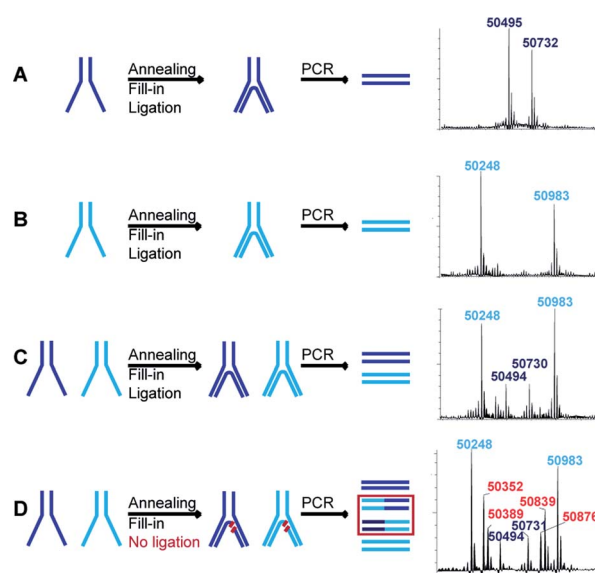 50495
50732
A
Annealing
Fill-in
Ligation
PCR
50248
50983
B
Annealing
Fill-in
Ligation
PCR
50983
50248
50730
50494
C
Annealing
Fill-in
Ligation
PCR
50248
50983
50352
50839
50389
50731
50876
50494
D
Annealing
Fill-in
No ligation
PCR